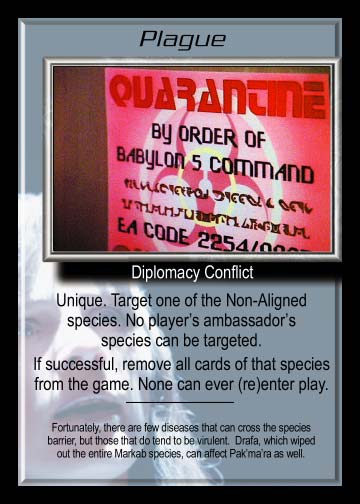 Plague
QUARANTINE
BY ORDER OF
BABYLON 5 COMMAND
EA CODE 2254/
Diplomacy Conflict
Unique. Target one of the Non-Aligned
species. No player's ambassador's
species can be targeted.
If successful, remove all cards of that species
from the game. None can ever (re)enter play.
Fortunately, there are few diseases that can cross the species
barrier, but those that do tend to be virulent. Drafa, which wiped
out the entire Markab species, can affect Pak'ma'ra as well.